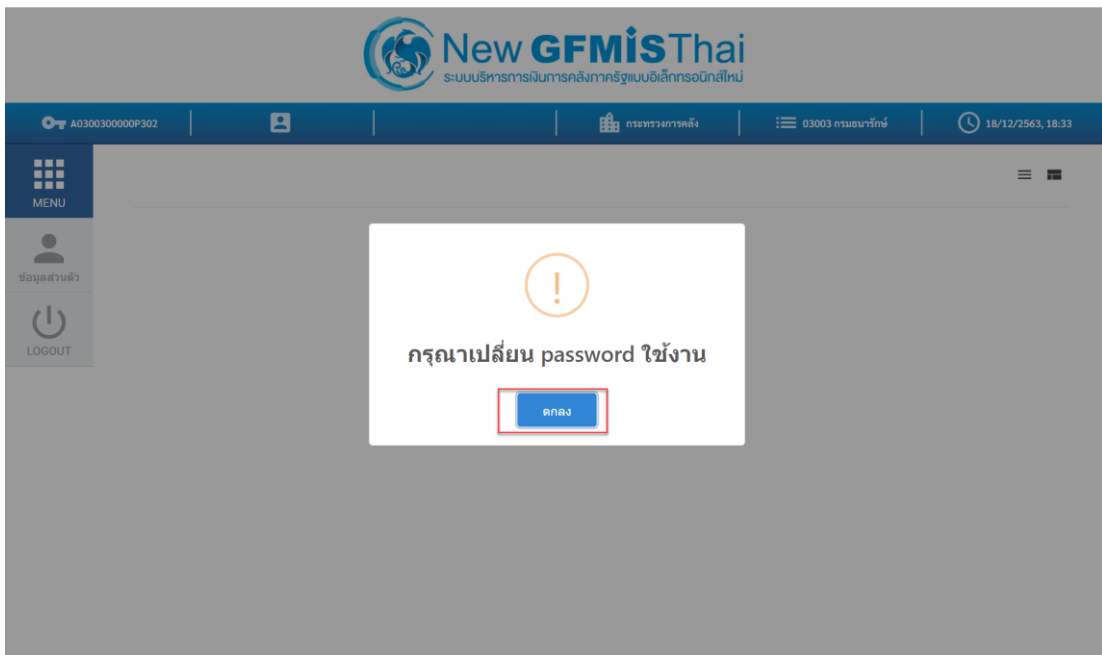 New GFMIS Thai
ระบบบริหารการเงินการคลังภาครัฐแบบอิเล็กทรอนิกส์ใหม่
A0300300000P302
กระทรวงการคลัง
03003 กรมธนารักษ์
18/12/2563, 18:33
MENU
ข้อมูลส่วนตัว
LOGOUT
!
กรุณาเปลี่ยน password ใช้งาน
ตกลง